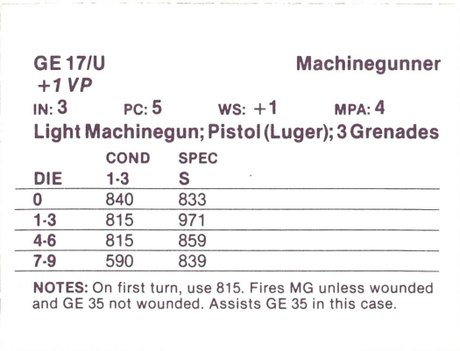 GE 17/U Machinegunner
+1 VP
IN: 3 PC: 5 WS: +1 MPA: 4
Light Machinegun; Pistol (Luger); 3 Grenades
COND SPEC
DIE 1-3 S
0 840 833
1-3 815 971
4-6 815 859
7-9 590 839
NOTES: On first turn, use 815. Fires MG unless wounded
and GE 35 not wounded. Assists GE 35 in this case.